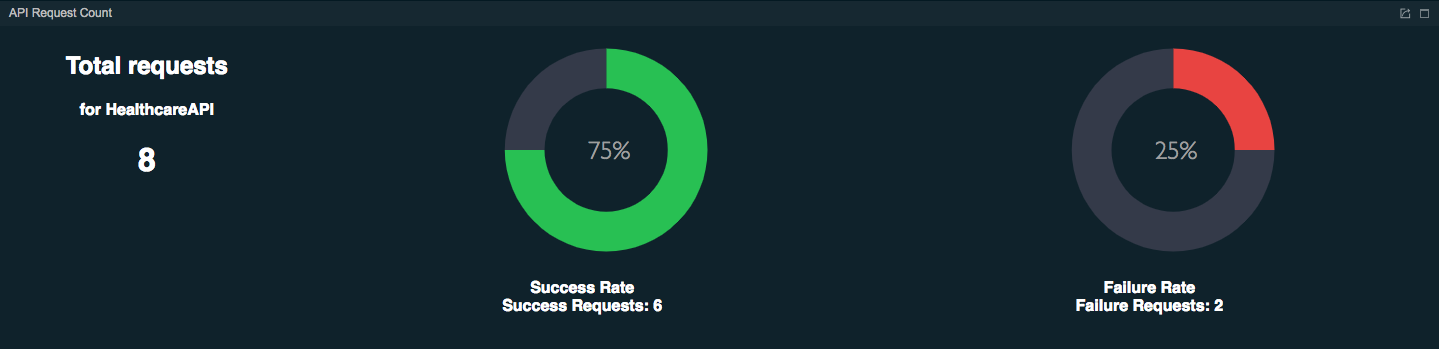 API Request Count
Total requests
for HealthcareAPI
8
75%
Success Rate
Success Requests: 6
25%
Failure Rate
Failure Requests: 2